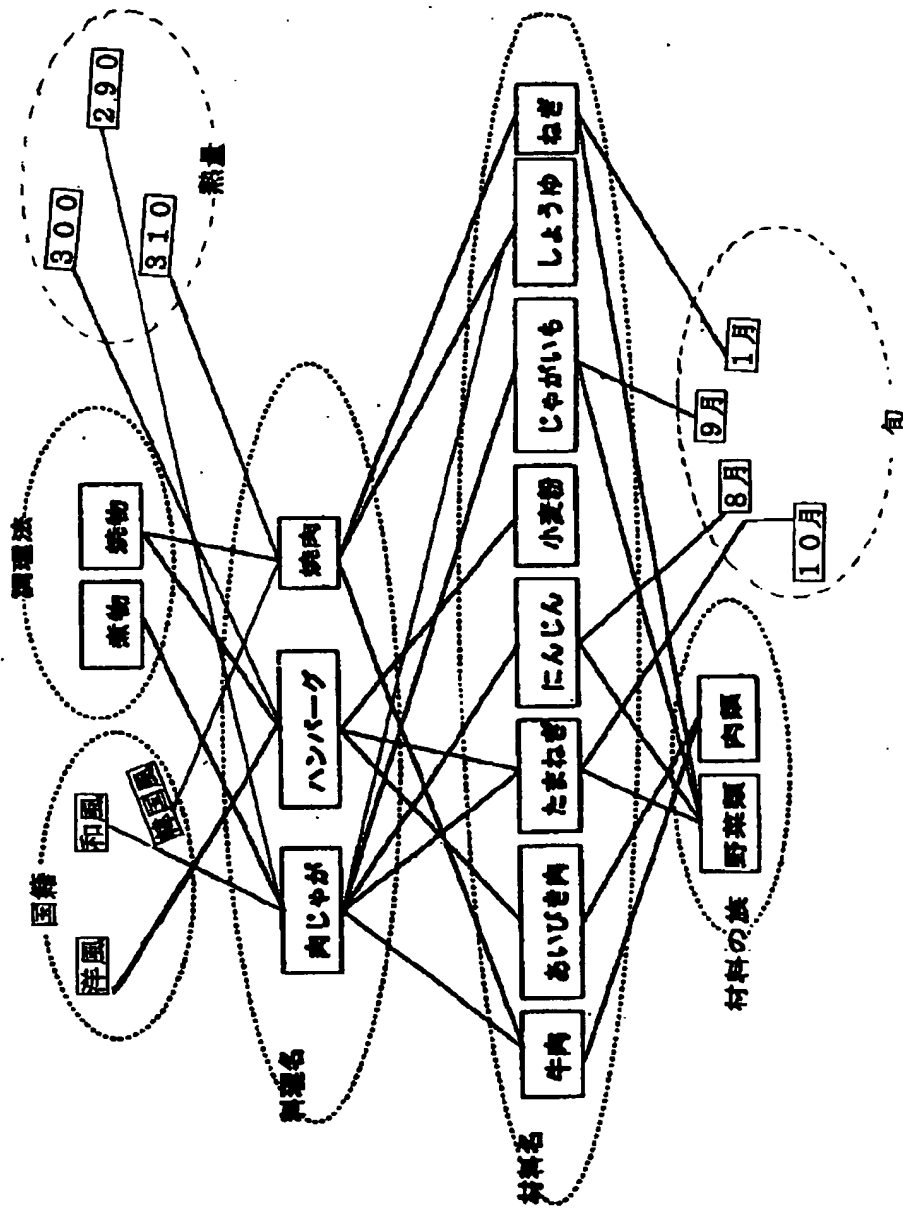 国籍
洋風
和風
韓国風
調理法
煮物
焼物
300
310
290
熱量
料理名
肉じゃが
ハンバーグ
焼肉
材料名
牛肉
あいびき肉
たまねぎ
にんじん
小麦粉
じゃがいも
しょうゆ
ねぎ
材料の族
野菜類
肉類
10月
8月
9月
1月
旬